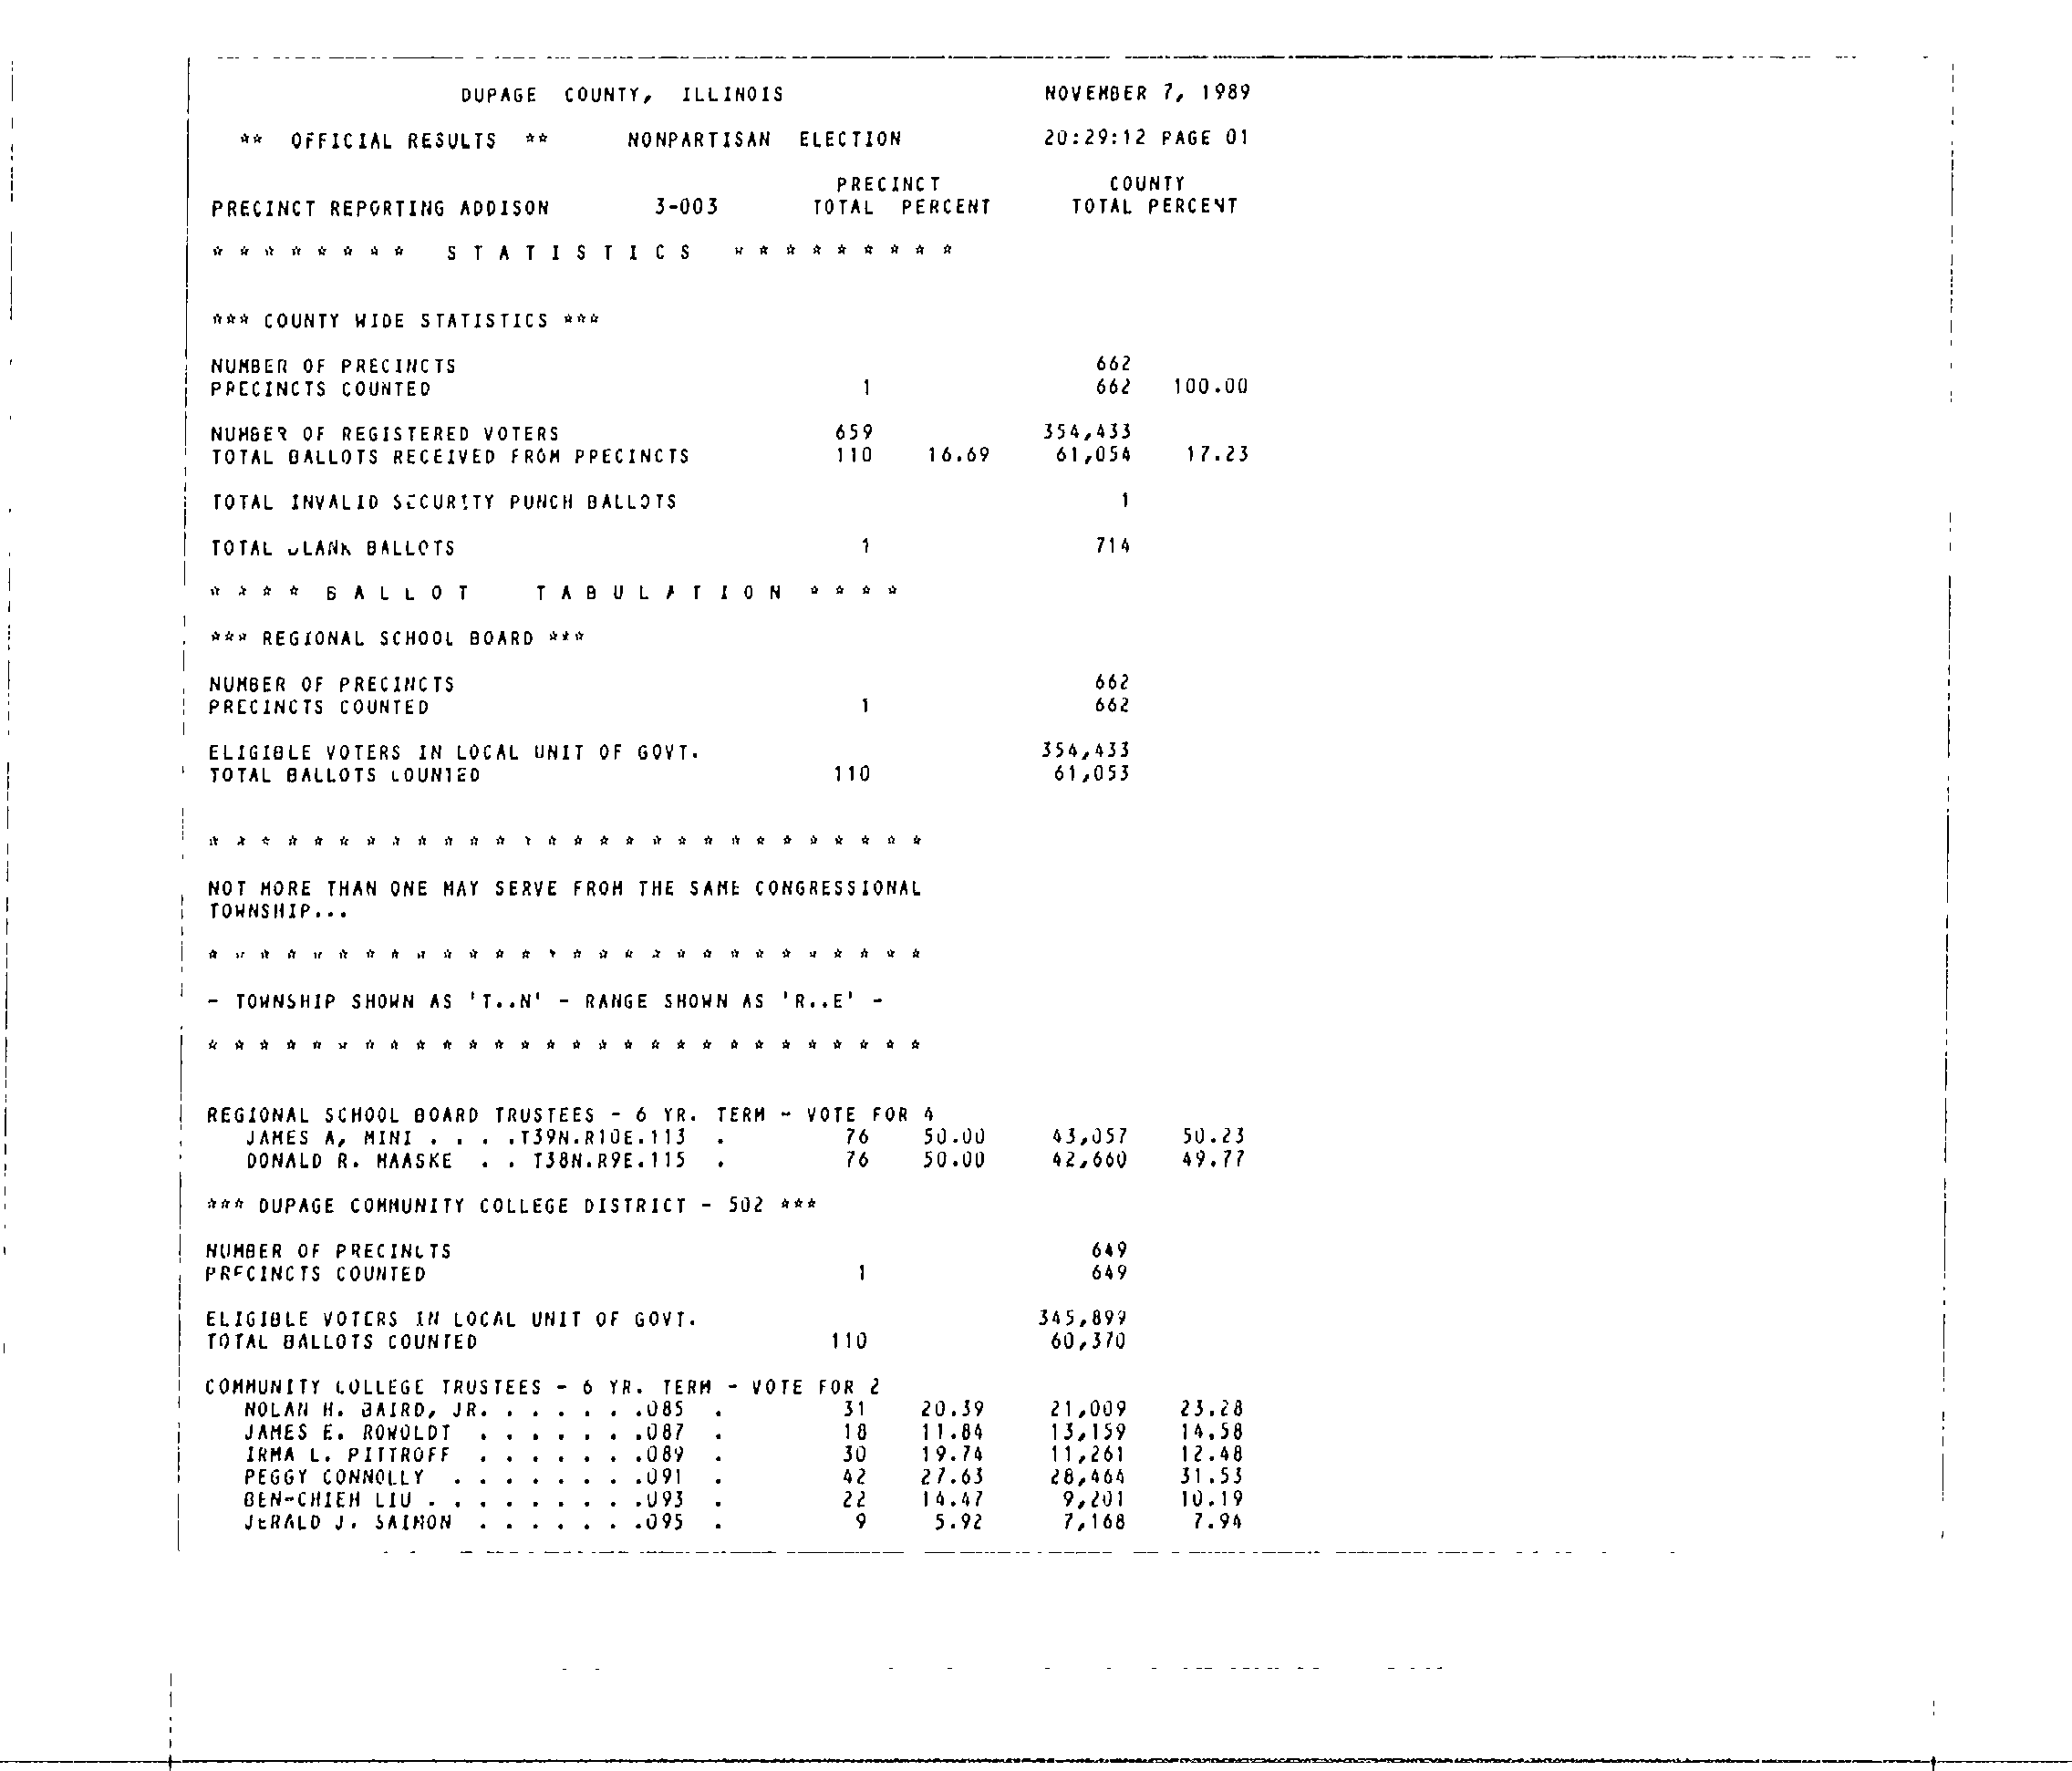 DUPAGE COUNTY, ILLINOIS NOVEMBER 7, 1989
** OFFICIAL RESULTS ** NONPARTISAN ELECTION 20:29:12 PAGE 01
PRECINCT COUNTY
PRECINCT REPORTING ADDISON 3-003 TOTAL PERCENT TOTAL PERCENT
* * * * * * * * S T A T I S T I C S * * * * * * * * *
*** COUNTY WIDE STATISTICS ***
NUMBER OF PRECINCTS 662
PRECINCTS COUNTED 1 662 100.00
NUMBER OF REGISTERED VOTERS 659 354,433
TOTAL BALLOTS RECEIVED FROM PRECINCTS 110 16.69 61,054 17.23
TOTAL INVALID SECURITY PUNCH BALLOTS 1
TOTAL BLANK BALLOTS 1 714
* * * * B A L L O T T A B U L A T I O N * * * *
*** REGIONAL SCHOOL BOARD ***
NUMBER OF PRECINCTS 662
PRECINCTS COUNTED 1 662
ELIGIBLE VOTERS IN LOCAL UNIT OF GOVT. 354,433
TOTAL BALLOTS COUNTED 110 61,053
* * * * * * * * * * * * * * * * * * * * * * * * * * * *
NOT MORE THAN ONE MAY SERVE FROM THE SAME CONGRESSIONAL
TOWNSHIP...
* * * * * * * * * * * * * * * * * * * * * * * * * * * *
- TOWNSHIP SHOWN AS 'T..N' - RANGE SHOWN AS 'R..E' -
* * * * * * * * * * * * * * * * * * * * * * * * * * * *
REGIONAL SCHOOL BOARD TRUSTEES - 6 YR. TERM - VOTE FOR 4
JAMES A, MINI . . . .T39N.R10E.113 . 76 50.00 43,057 50.23
DONALD R. MAASKE . . T38N.R9E.115 . 76 50.00 42,660 49.77
*** DUPAGE COMMUNITY COLLEGE DISTRICT - 502 ***
NUMBER OF PRECINCTS 649
PRECINCTS COUNTED 1 649
ELIGIBLE VOTERS IN LOCAL UNIT OF GOVT. 345,899
TOTAL BALLOTS COUNTED 110 60,370
COMMUNITY COLLEGE TRUSTEES - 6 YR. TERM - VOTE FOR 2
NOLAN H. BAIRD, JR. . . . . . .085 . 31 20.39 21,009 23.28
JAMES E. ROWOLDT . . . . . . .087 . 18 11.84 13,159 14.58
IRMA L. PITTROFF . . . . . . .089 . 30 19.74 11,261 12.48
PEGGY CONNOLLY . . . . . . . .091 . 42 27.63 28,464 31.53
BEN-CHIEH LIU . . . . . . . . .093 . 22 14.47 9,201 10.19
JERALD J. SAIMON . . . . . . .095 . 9 5.92 7,168 7.94